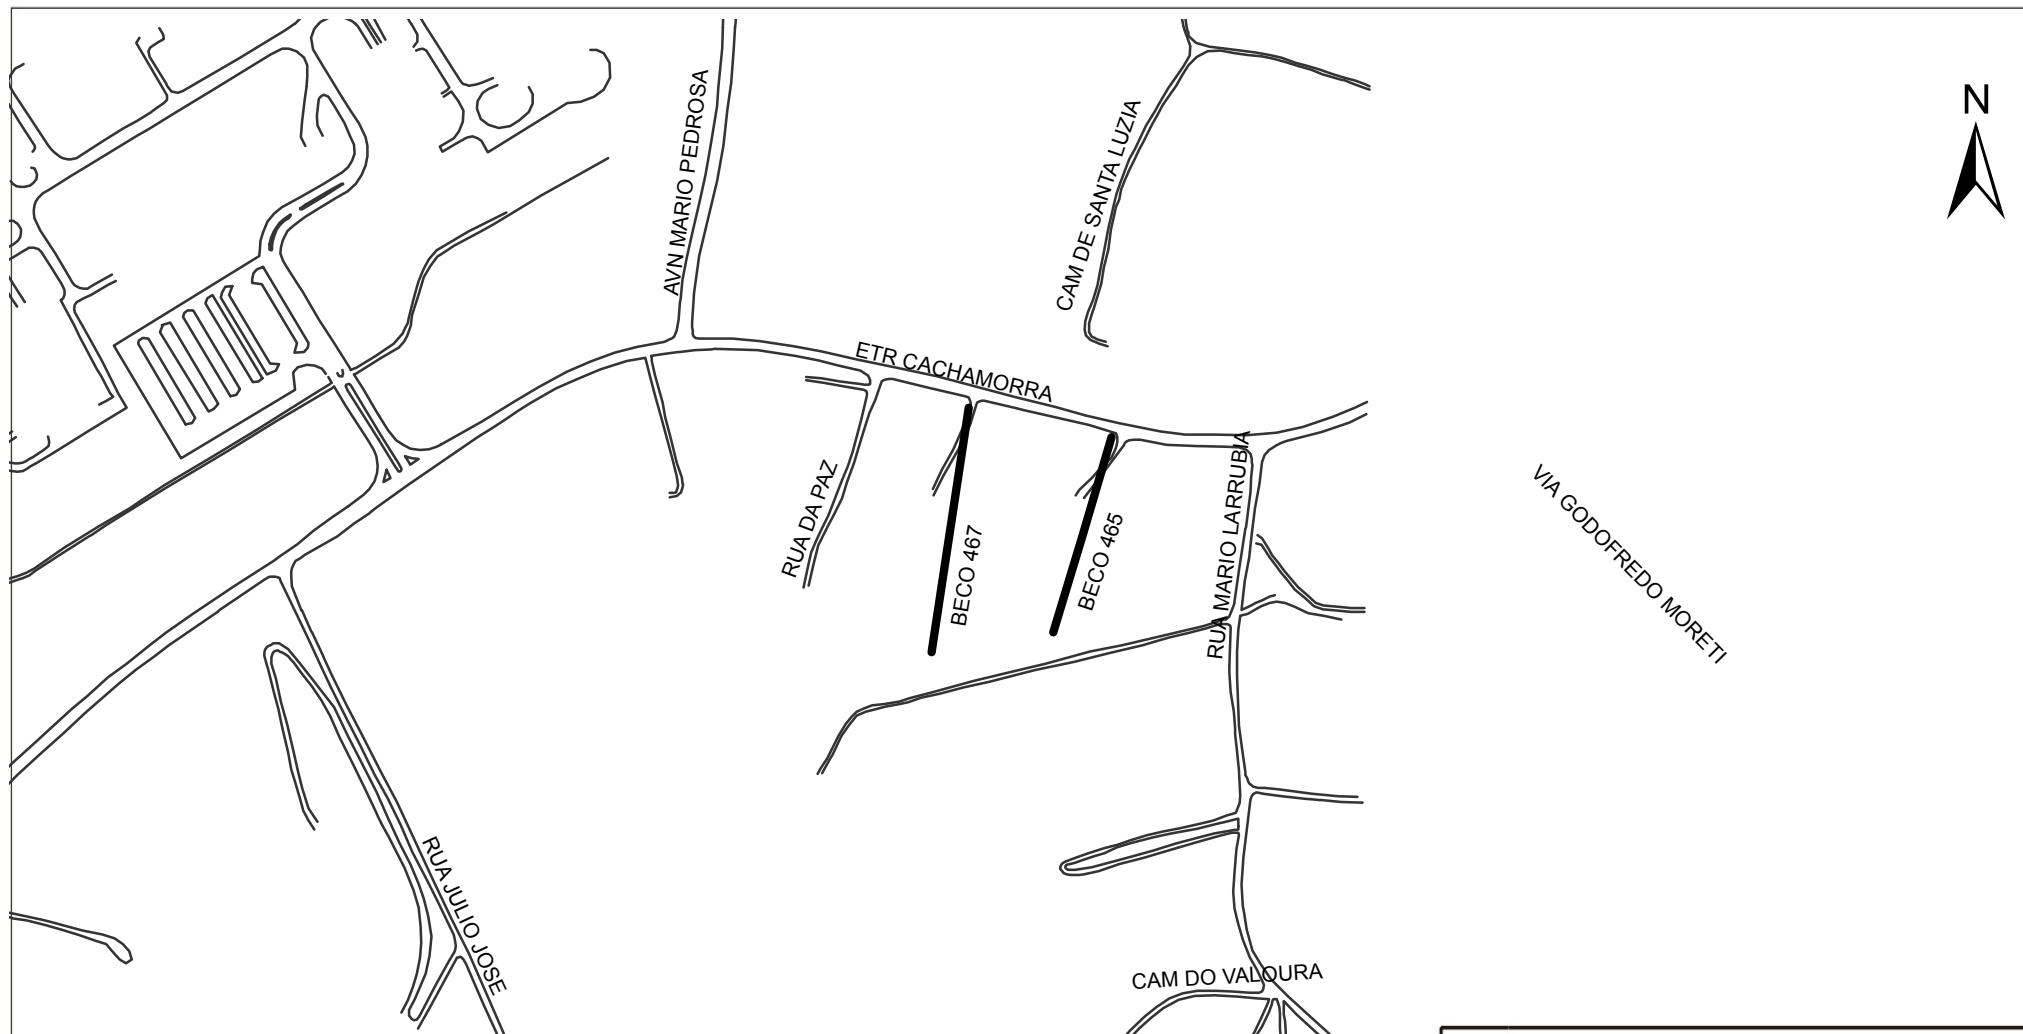 N
AVN MARIO PEDROSA
CAM DE SANTA LUZIA
ETR CACHAMORRA
RUA DA PAZ
BECO 467
BECO 465
RUA MARIO LARRUBIA
VIA GODOFREDO MORETI
RUA JULIO JOSE
CAM DO VALOURA